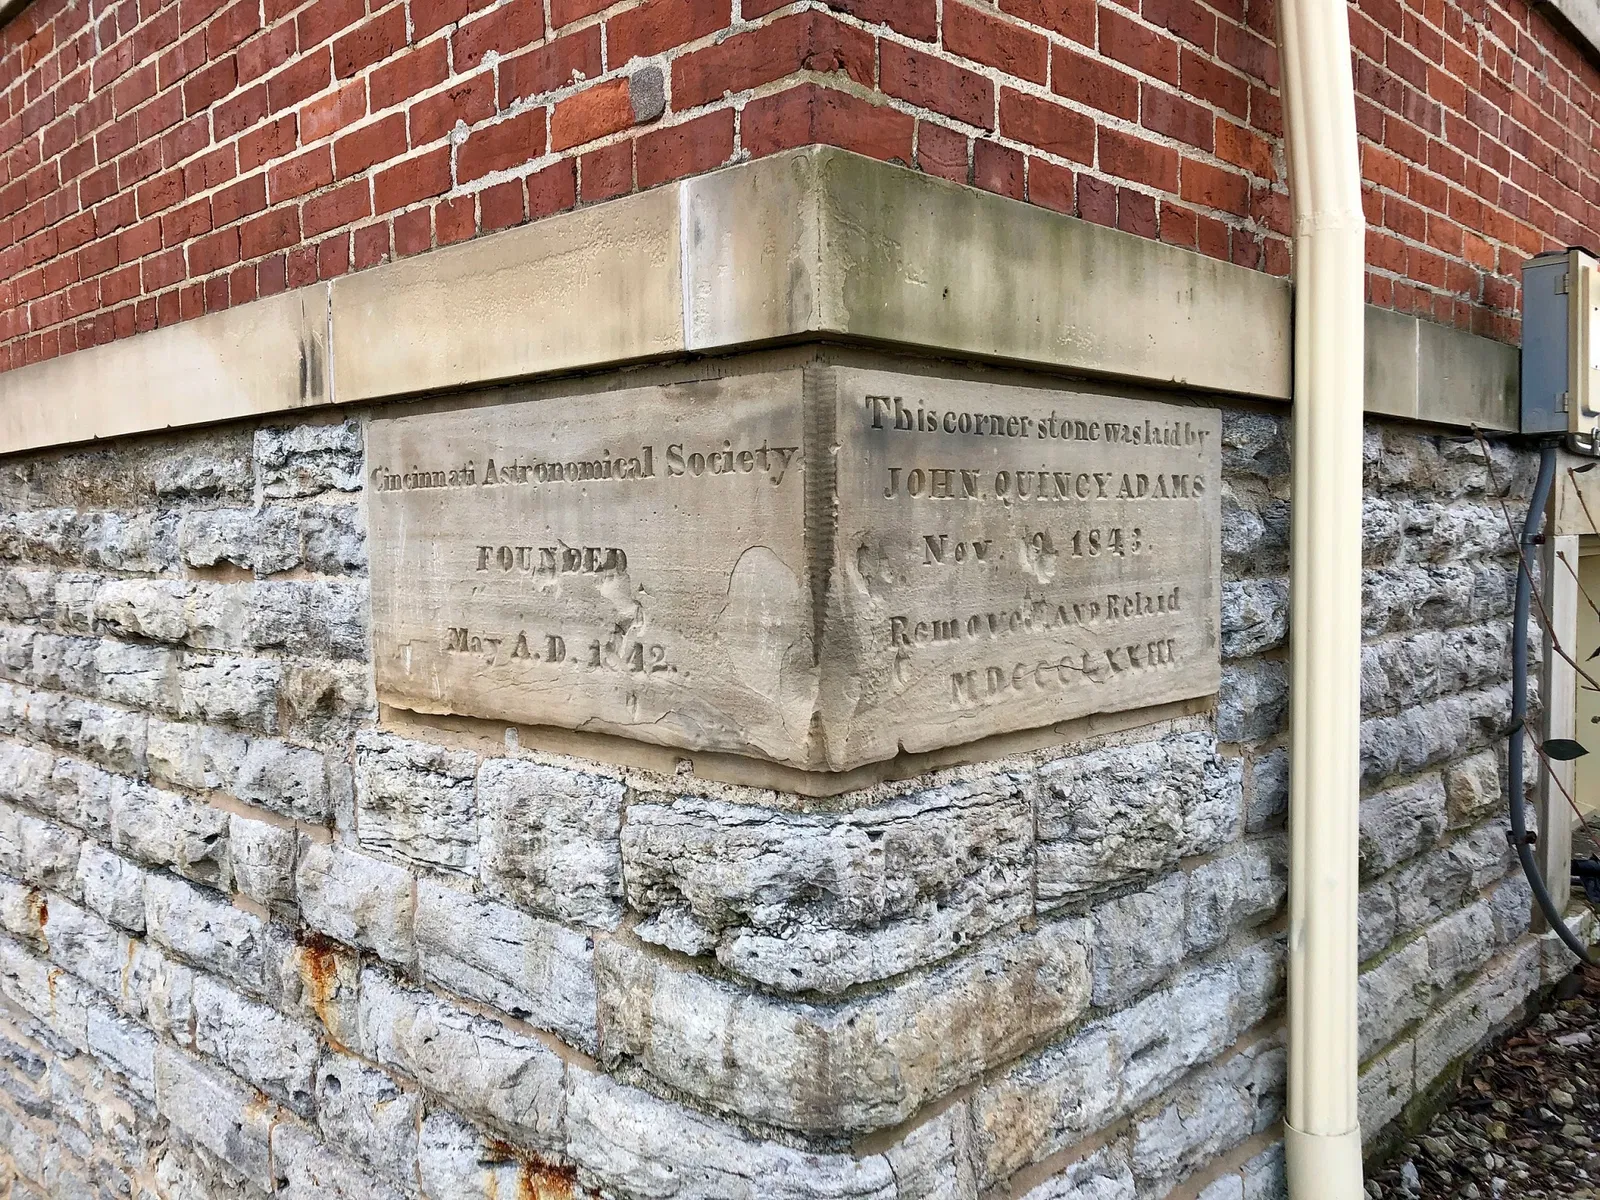 Cincinnati Astronomical Society
FOUNDED
May A.D. 1842.
This corner stone was laid by
JOHN QUINCY ADAMS
Nov. 9 1843.
Removed AND Relaid
MDCCCLXXIII.